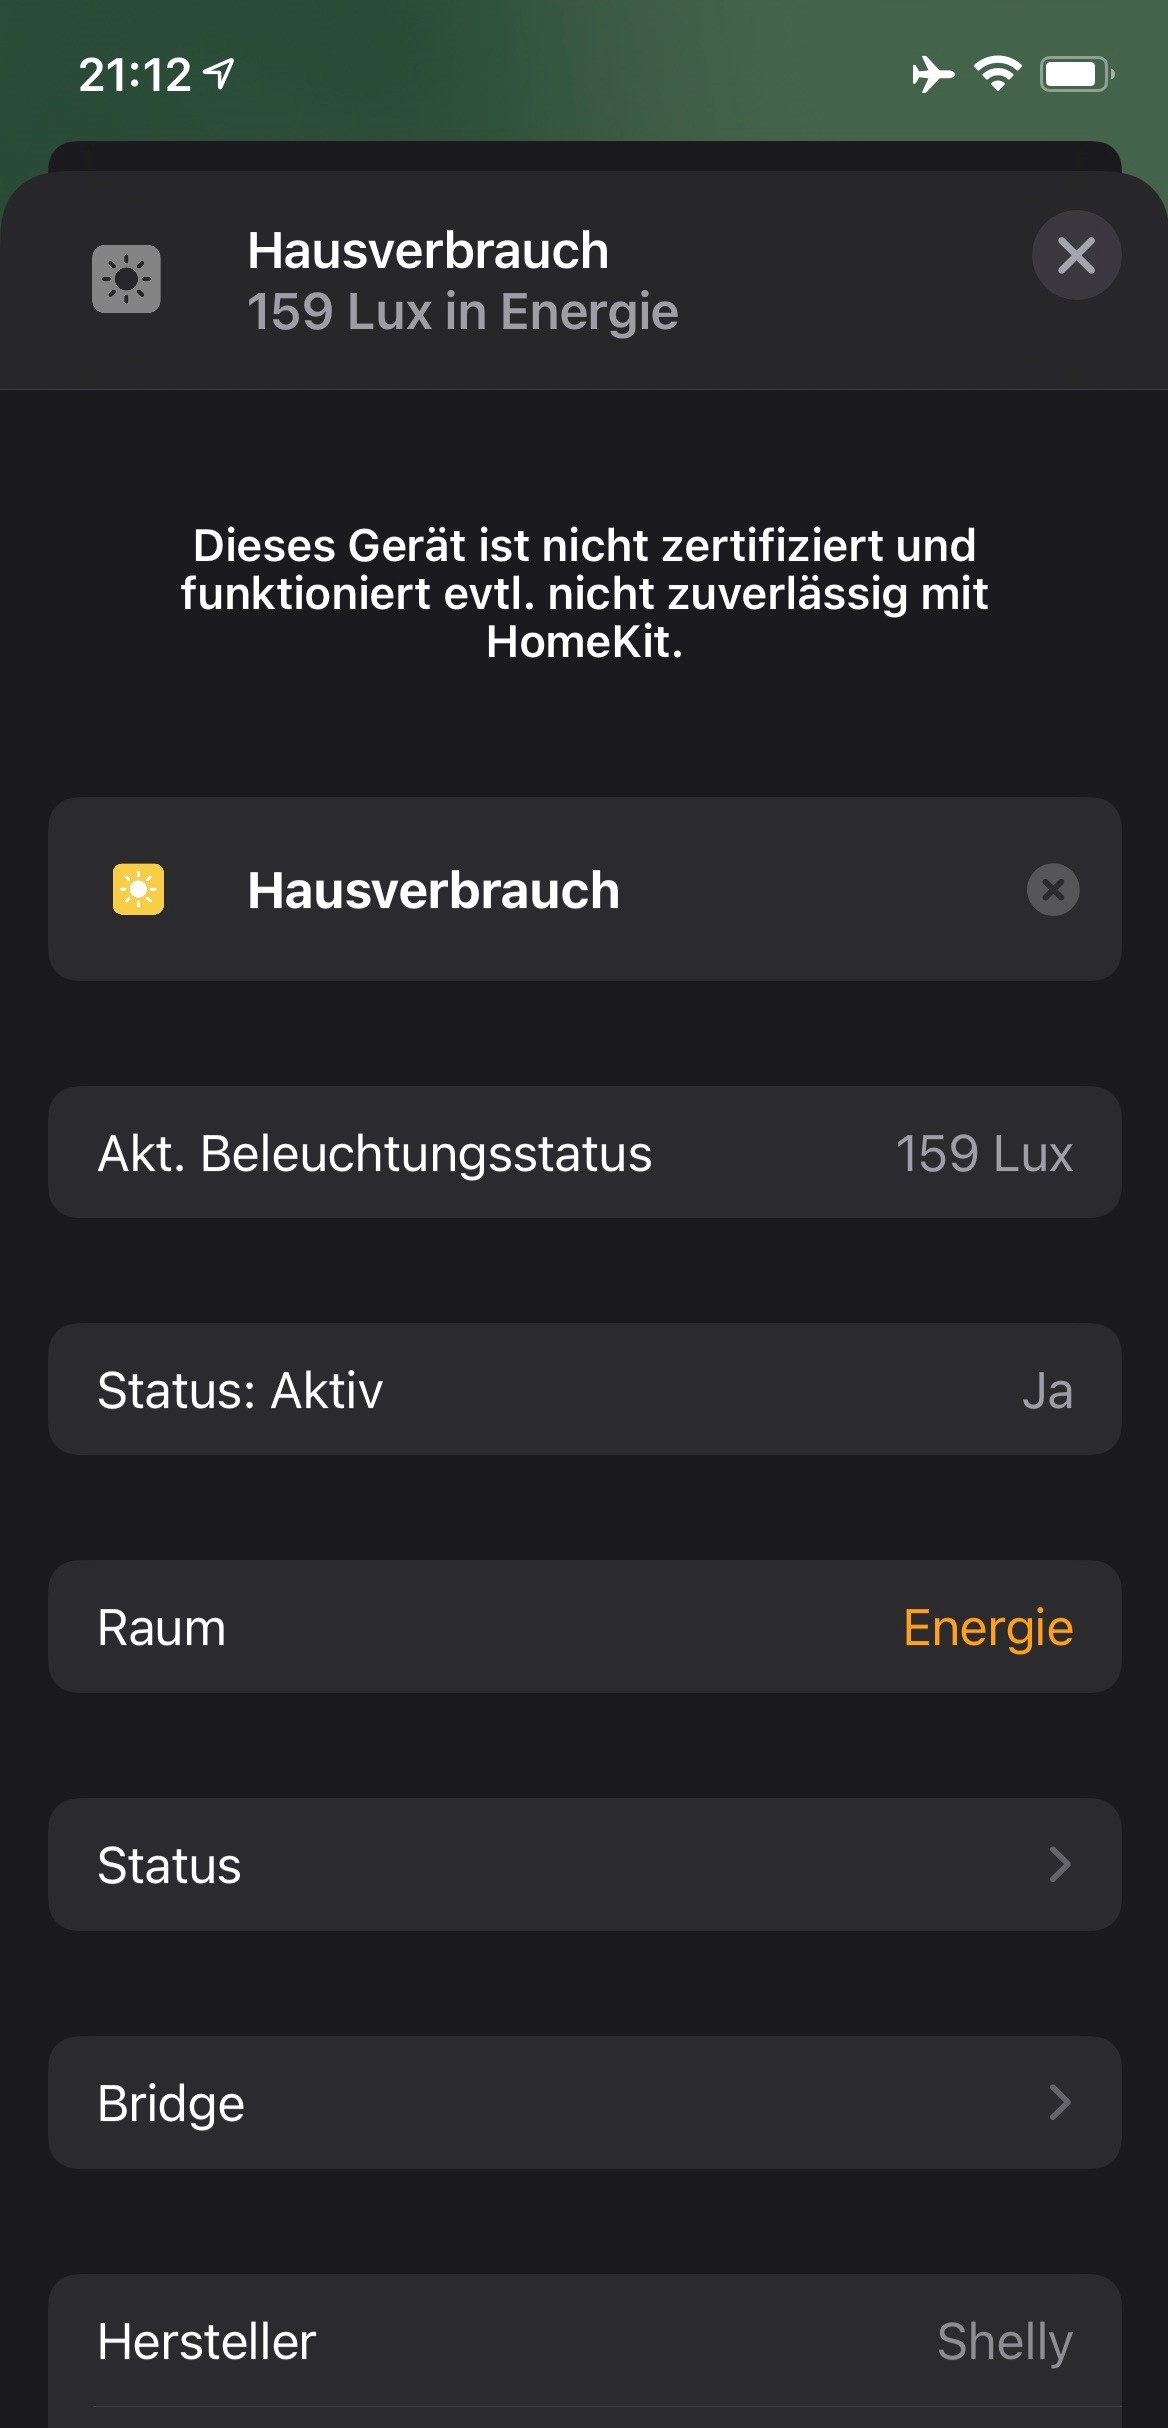 21:12
Hausverbrauch
159 Lux in Energie
Dieses Gerät ist nicht zertifiziert und
funktioniert evtl. nicht zuverlässig mit
HomeKit.
Hausverbrauch
Akt. Beleuchtungsstatus 159 Lux
Status: Aktiv Ja
Raum Energie
Status
Bridge
Hersteller Shelly